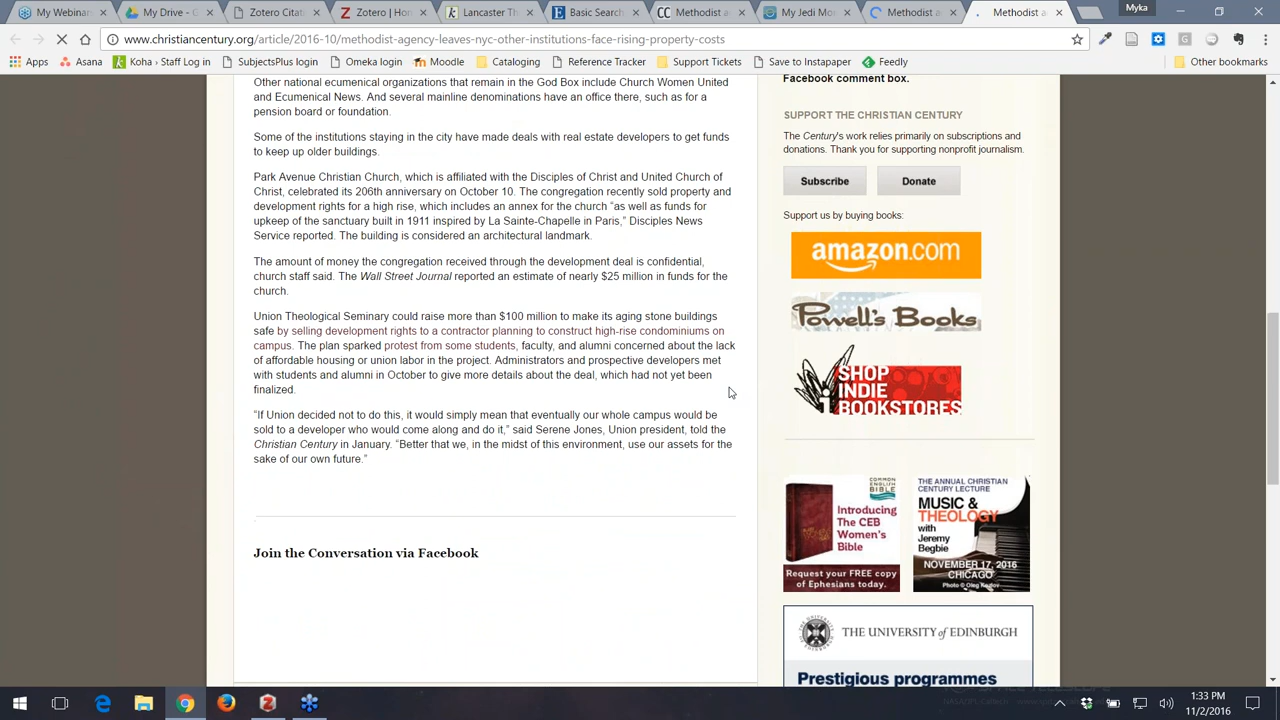 My Webinars
My Drive - G
Zotero Citat
Zotero | Hom
Lancaster Th
Basic Search
Methodist a
My Jedi Mo
Methodist a
Methodist a
Myka
www.christiancentury.org/article/2016-10/methodist-agency-leaves-nyc-other-institutions-face-rising-property-costs
Apps
Asana
Koha › Staff Log in
SubjectsPlus login
Omeka login
Moodle
Cataloging
Reference Tracker
Support Tickets
Save to Instapaper
Feedly
Other bookmarks
Other national ecumenical organizations that remain in the God Box include Church Women United
and Ecumenical News. And several mainline denominations have an office there, such as for a
pension board or foundation.
Some of the institutions staying in the city have made deals with real estate developers to get funds
to keep up older buildings.
Park Avenue Christian Church, which is affiliated with the Disciples of Christ and United Church of
Christ, celebrated its 206th anniversary on October 10. The congregation recently sold property and
development rights for a high rise, which includes an annex for the church “as well as funds for
upkeep of the sanctuary built in 1911 inspired by La Sainte-Chapelle in Paris,” Disciples News
Service reported. The building is considered an architectural landmark.
The amount of money the congregation received through the development deal is confidential,
church staff said. The Wall Street Journal reported an estimate of nearly $25 million in funds for the
church.
Union Theological Seminary could raise more than $100 million to make its aging stone buildings
safe by selling development rights to a contractor planning to construct high-rise condominiums on
campus. The plan sparked protest from some students, faculty, and alumni concerned about the lack
of affordable housing or union labor in the project. Administrators and prospective developers met
with students and alumni in October to give more details about the deal, which had not yet been
finalized.
“If Union decided not to do this, it would simply mean that eventually our whole campus would be
sold to a developer who would come along and do it,” said Serene Jones, Union president, told the
Christian Century in January. “Better that we, in the midst of this environment, use our assets for the
sake of our own future.”
Join the Conversation via Facebook
Facebook comment box.
SUPPORT THE CHRISTIAN CENTURY
The Century's work relies primarily on subscriptions and
donations. Thank you for supporting nonprofit journalism.
Subscribe
Donate
Support us by buying books:
amazon.com
Powell's Books
SHOP
INDIE
BOOKSTORES
COMMON
ENGLISH
BIBLE
Introducing
The CEB
Women's
Bible
Request your FREE copy
of Ephesians today.
THE ANNUAL CHRISTIAN
CENTURY LECTURE
MUSIC &
THEOLOGY
with
Jeremy
Begbie
NOVEMBER 17, 2016
CHICAGO
Photo © Oleg
THE UNIVERSITY of EDINBURGH
Prestigious programmes
1:33 PM
11/2/2016